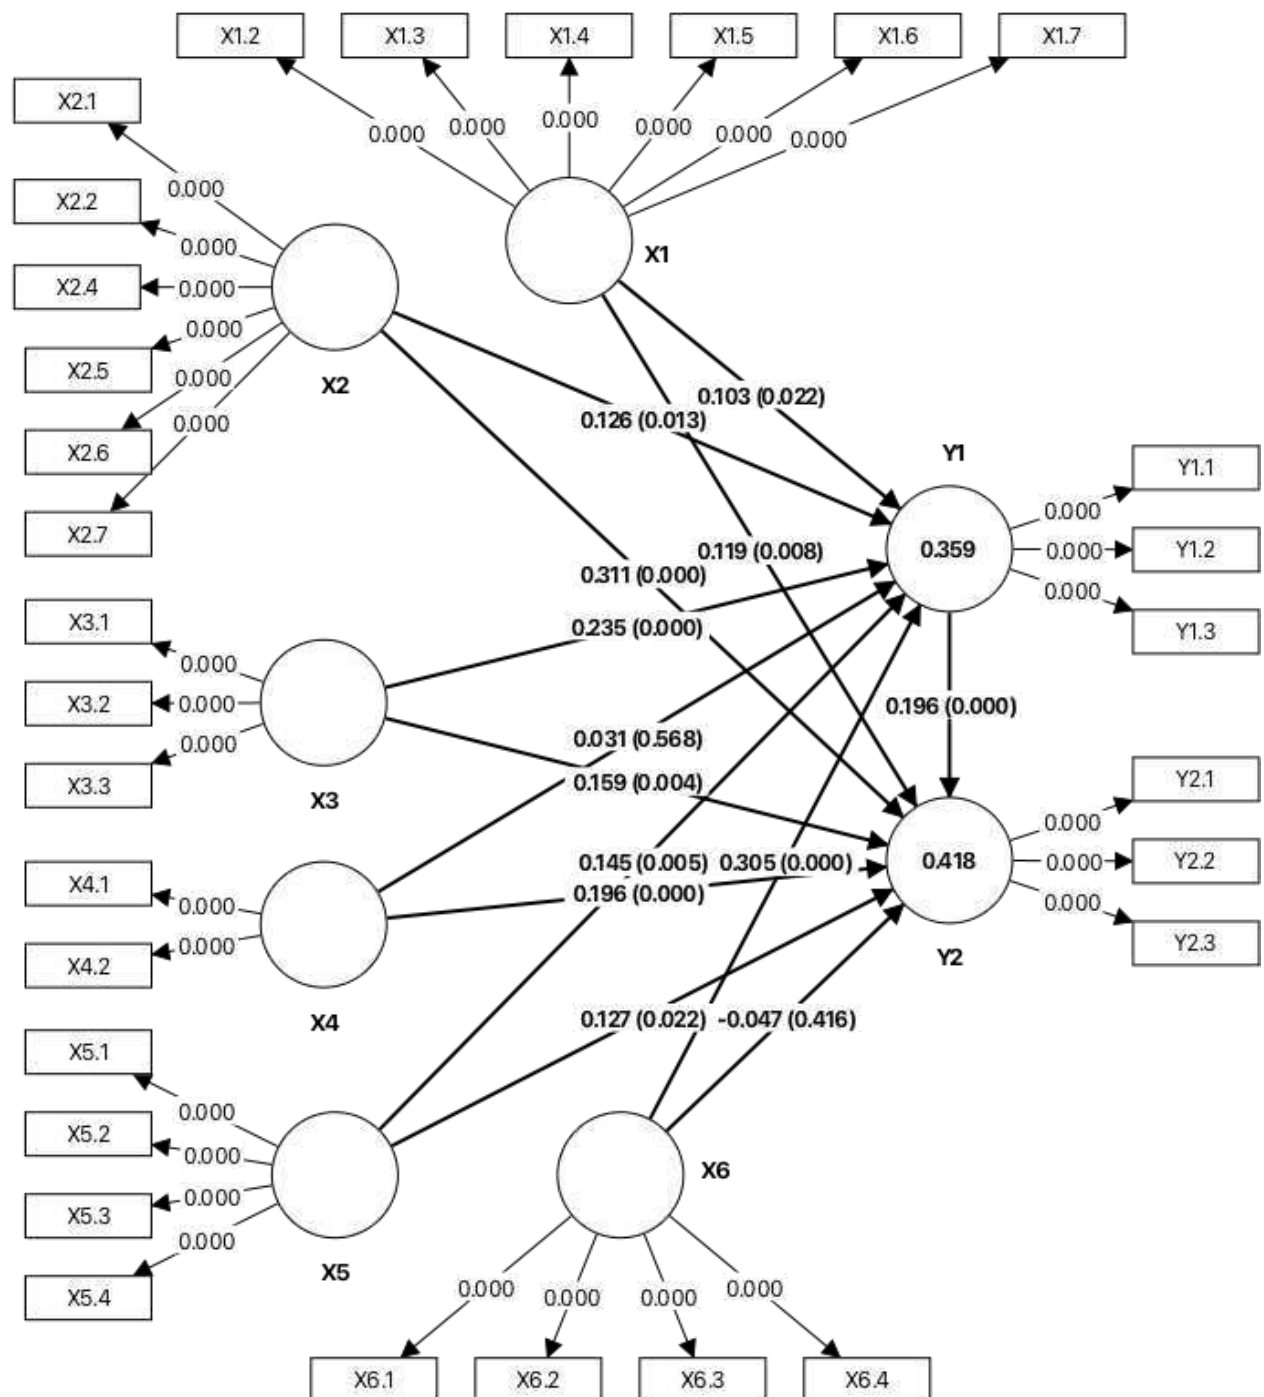 X1.2 X1.3 X1.4 X1.5 X1.6 X1.7
X2.1
0.000 0.000 0.000 0.000 0.000 0.000
X2.2
0.000
0.000
X1
X2.4
0.000
0.000
X2.5
0.000
X2
0.103 (0.022)
0.126 (0.013)
0.000
X2.6
Y1
Y1.1
X2.7
0.000
0.359
0.000
Y1.2
0.119 (0.008)
0.311 (0.000)
0.000
X3.1
0.235 (0.000)
Y1.3
0.000
X3.2
0.000
0.196 (0.000)
0.000
0.031 (0.568)
X3.3
0.159 (0.004)
Y2.1
X3
0.000
X4.1
0.145 (0.005) 0.305 (0.000)
0.418
0.000
Y2.2
0.000
0.196 (0.000)
0.000
0.000
Y2.3
X4.2
Y2
X4
0.127 (0.022) -0.047 (0.416)
X5.1
0.000
X5.2
0.000
X6
0.000
X5.3
0.000
X5
X5.4
0.000 0.000 0.000 0.000
X6.1 X6.2 X6.3 X6.4